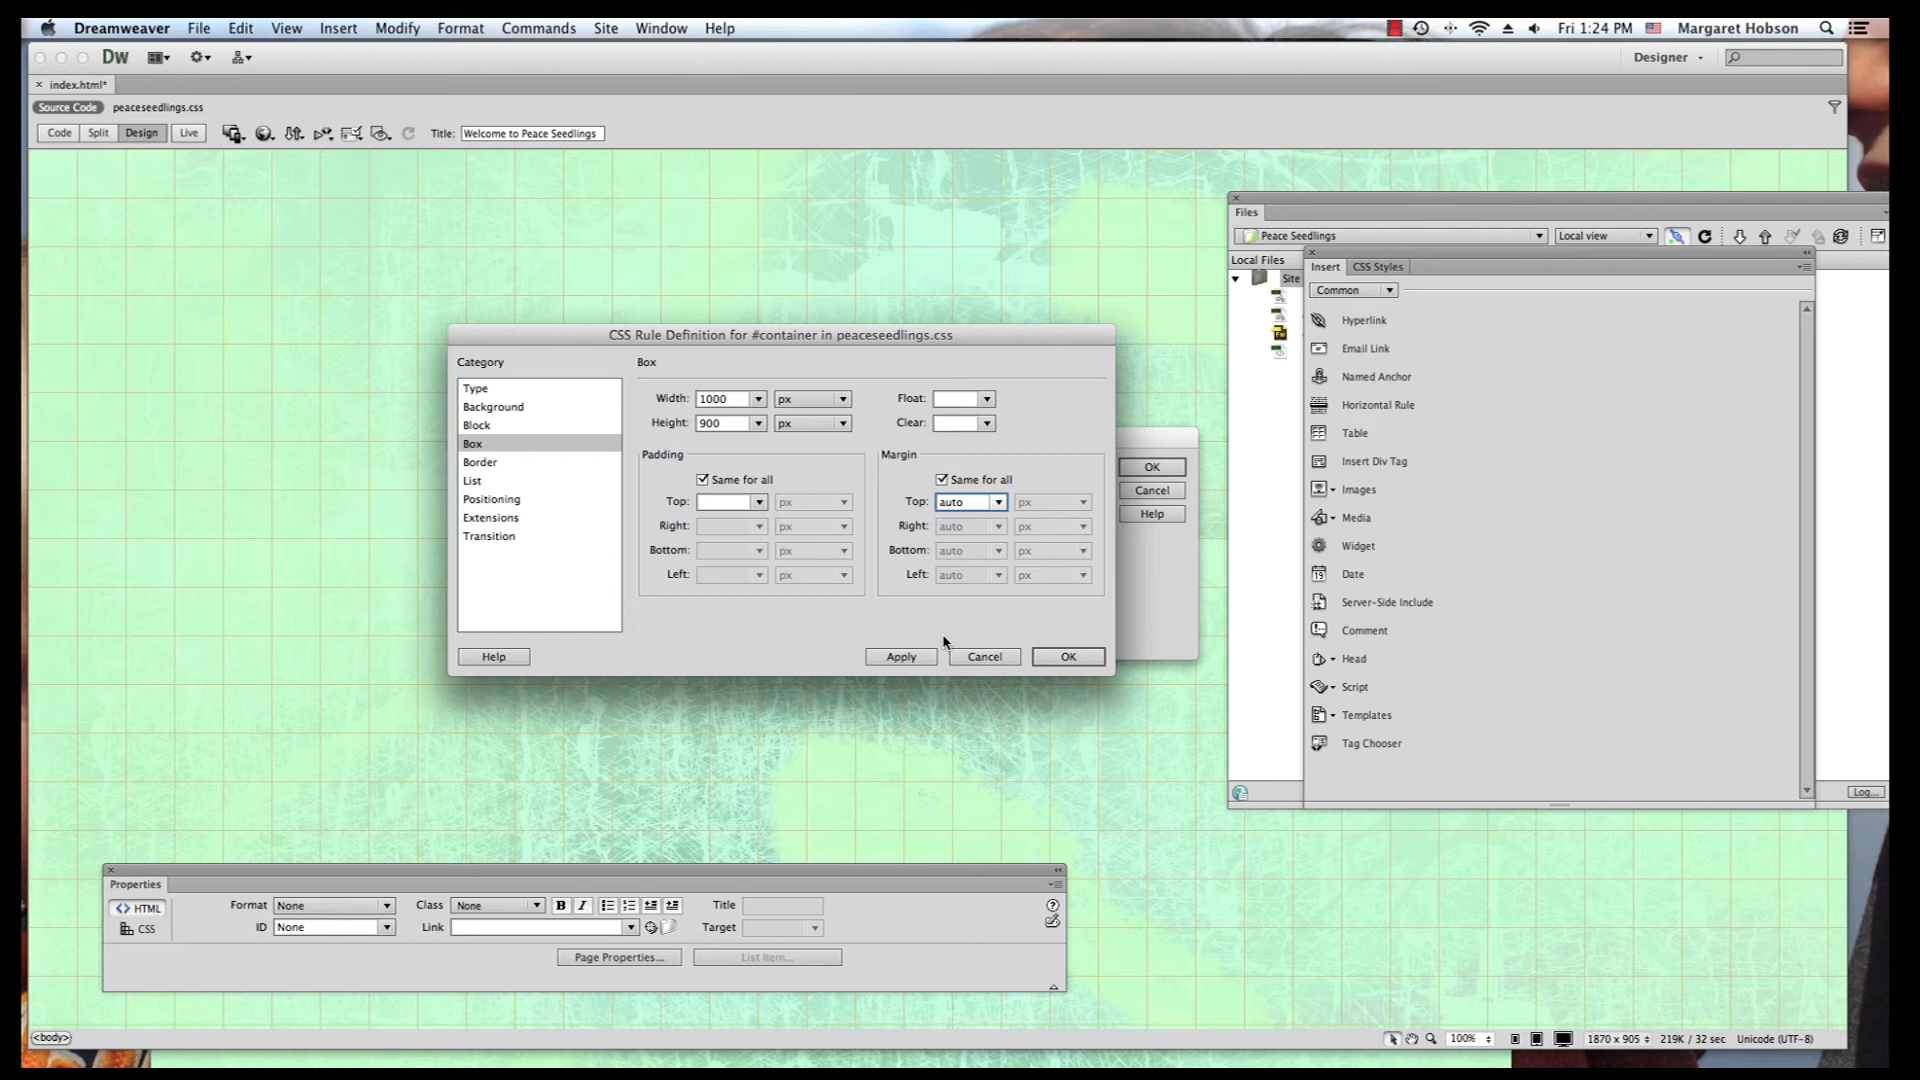 Dreamweaver File Edit View Insert Modify Format Commands Site Window Help Fri 1:24 PM Margaret Hobson
Dw Designer
index.html*
Source Code peaceseedlings.css
Code Split Design Live Title: Welcome to Peace Seedlings
Files
Peace Seedlings Local view
Local Files
Site
Insert CSS Styles
Common
Hyperlink
Email Link
Named Anchor
Horizontal Rule
Table
Insert Div Tag
Images
Media
Widget
Date
Server-Side Include
Comment
Head
Script
Templates
Tag Chooser
Log...
CSS Rule Definition for #container in peaceseedlings.css
Category
Type
Background
Block
Box
Border
List
Positioning
Extensions
Transition
Box
Width: 1000 px Float:
Height: 900 px Clear:
Padding Margin
Same for all Same for all
Top: px Top: auto px
Right: px Right: auto px
Bottom: px Bottom: auto px
Left: px Left: auto px
Help Apply Cancel OK
OK
Cancel
Help
Properties
HTML Format None Class None B I Title
CSS ID None Link Target
Page Properties... List Item...
<body> 100% 1870 x 905 219K / 32 sec Unicode (UTF-8)